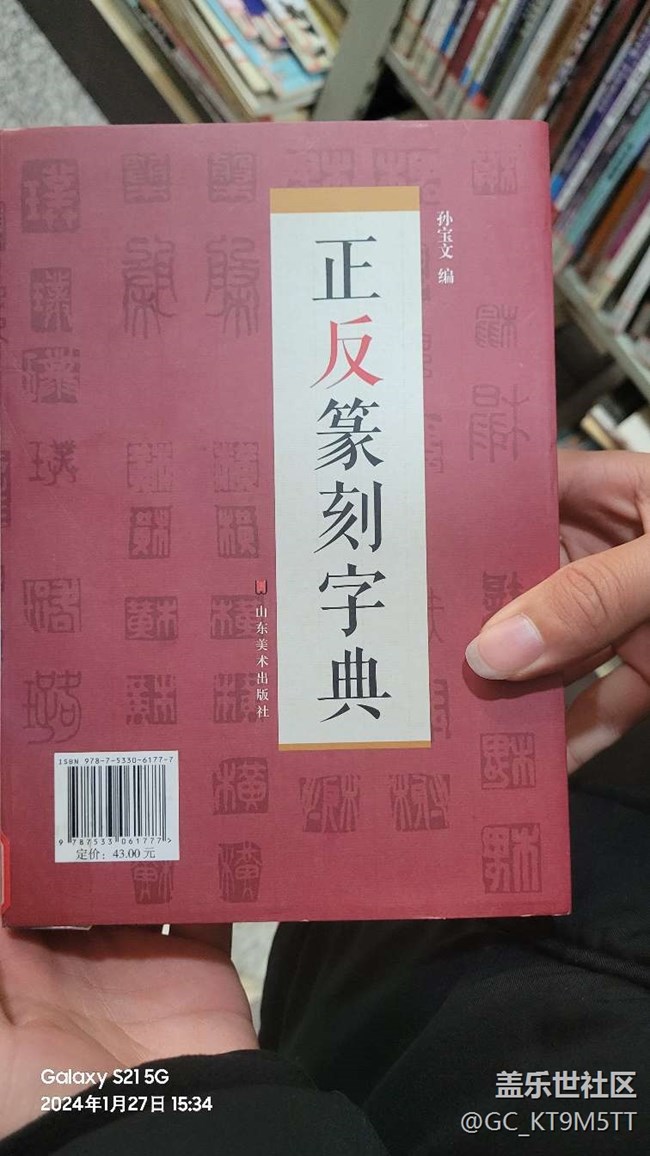 孙宝文 编
正反篆刻字典
山东美术出版社
ISBN 978-7-5330-6177-7
9 787533 061777 >
定价：43.00 元
Galaxy S21 5G
2024年1月27日 15:34
盖乐世社区
@GC_KT9M5TT